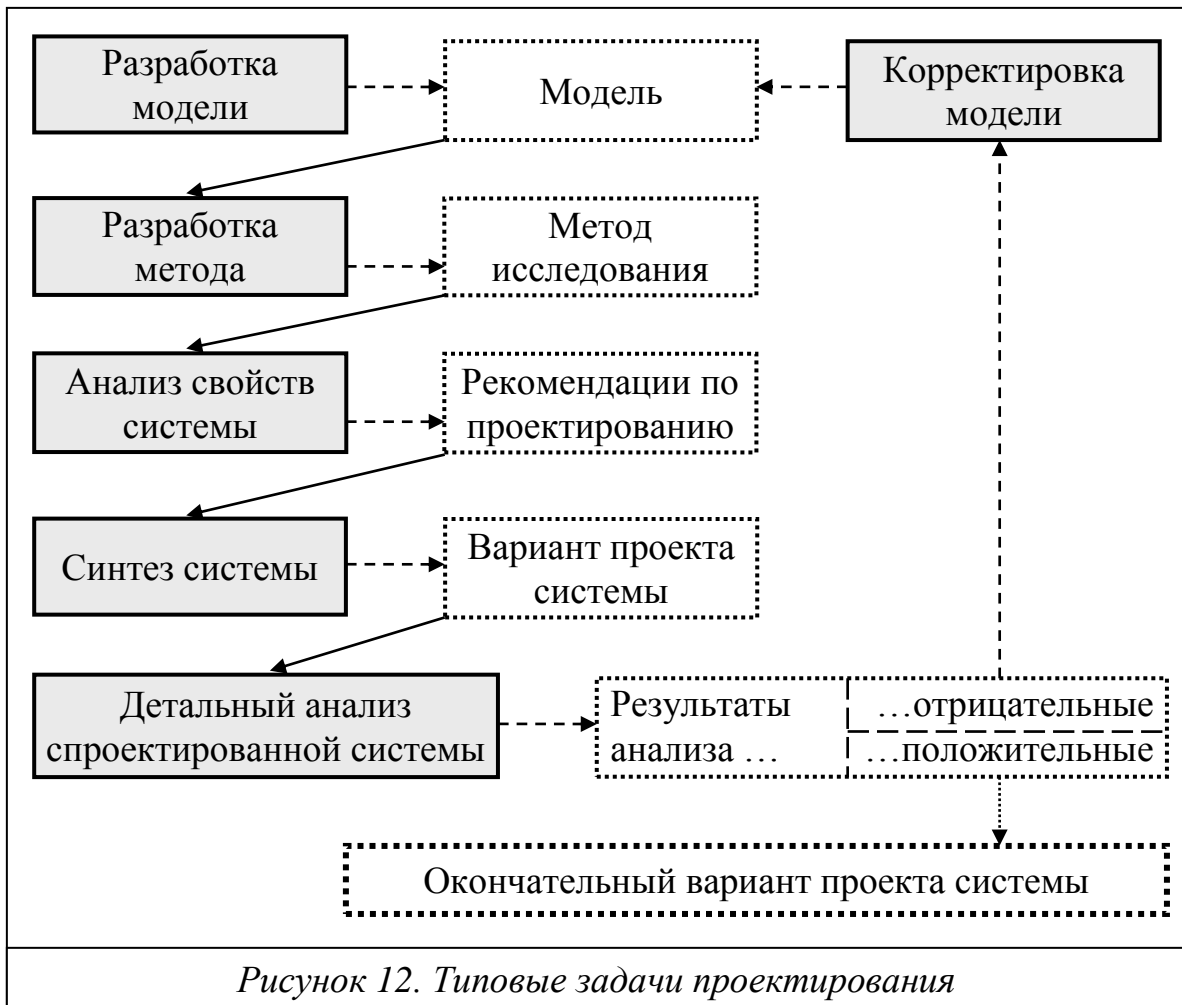 Разработка
модели
Модель
Корректировка
модели
Разработка
метода
Метод
исследования
Анализ свойств
системы
Рекомендации по
проектированию
Синтез системы
Вариант проекта
системы
Детальный анализ
спроектированной системы
Результаты
анализа …
…отрицательные
…положительные
Окончательный вариант проекта системы
Рисунок 12. Типовые задачи проектирования